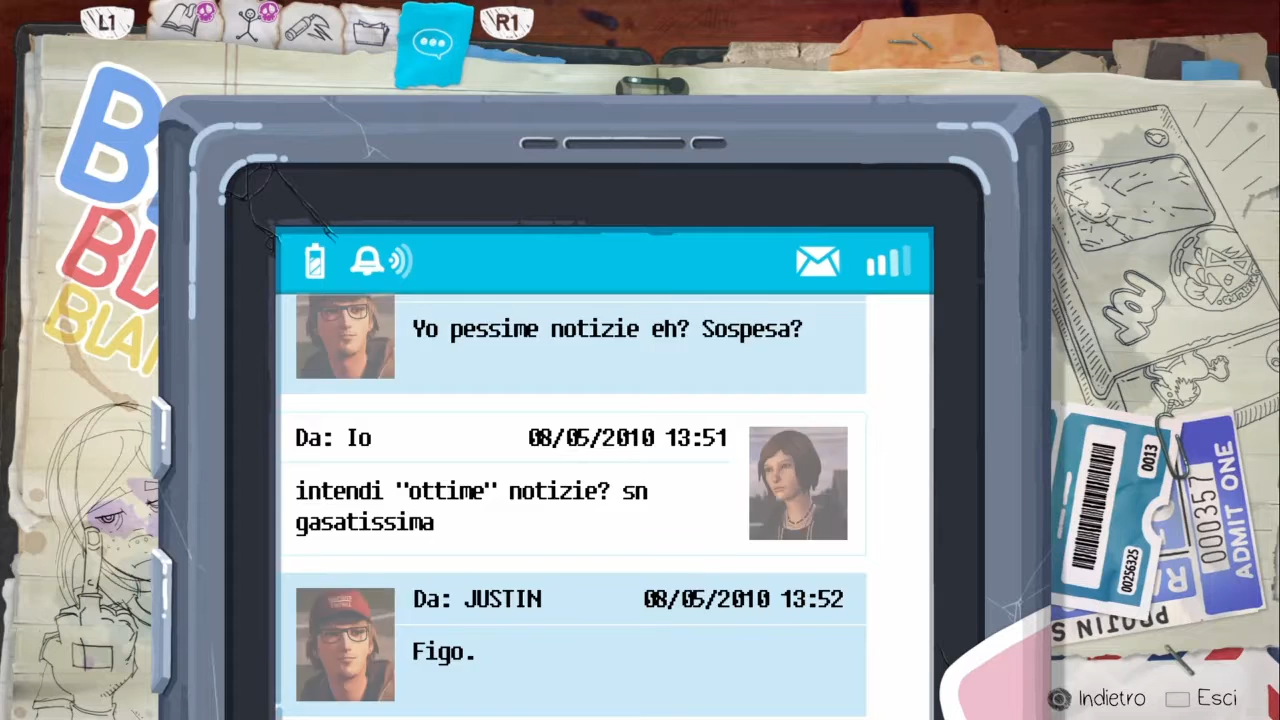 L1
R1
Yo pessime notizie eh? Sospesa?
Da: Io 08/05/2010 13:51
intendi "ottime" notizie? sn
gasatissima
Da: JUSTIN 08/05/2010 13:52
Figo.
0013
00256325
000357
ADMIT ONE
Indietro
Esci